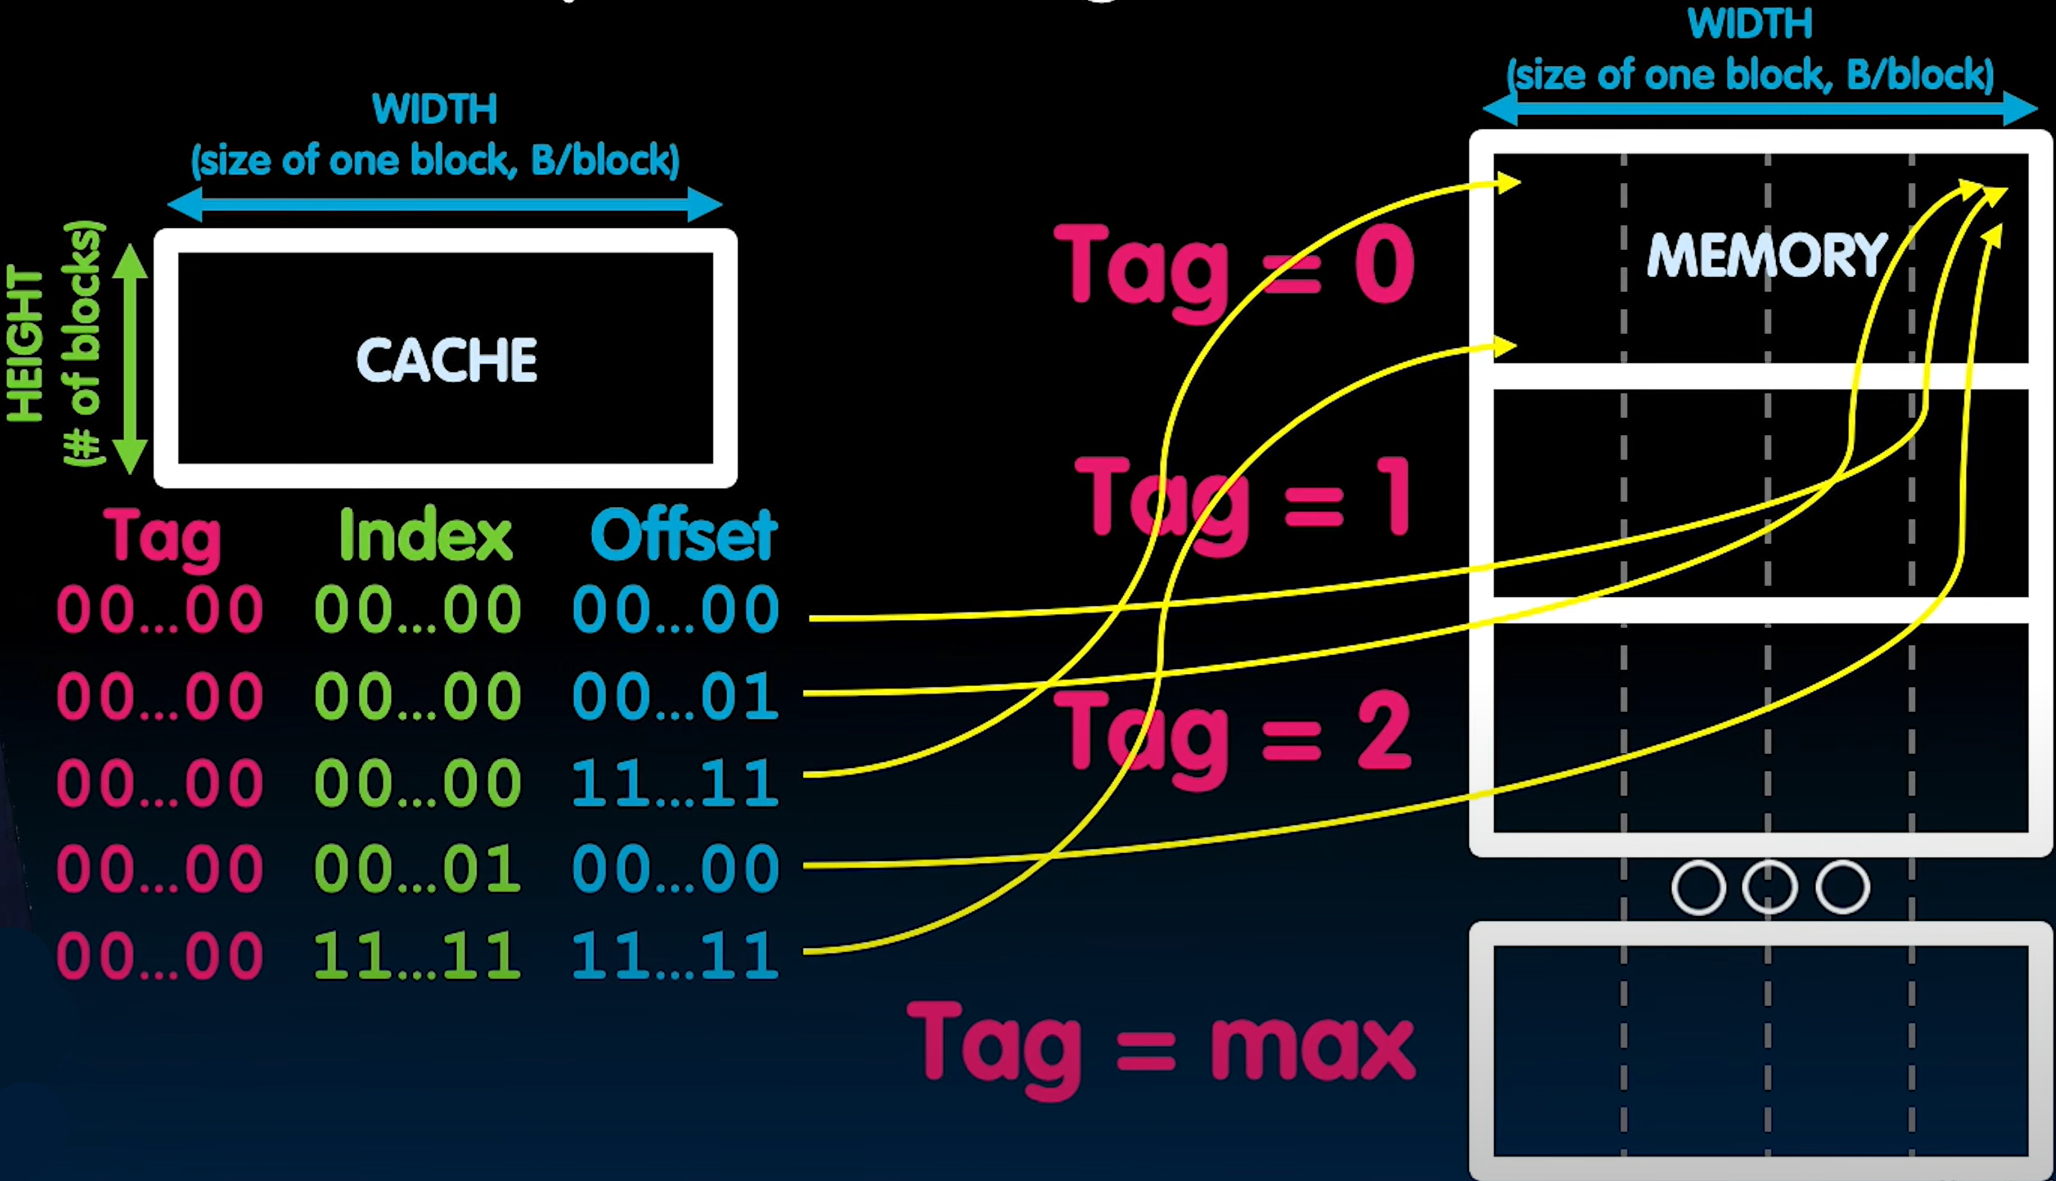 WIDTH
(size of one block, B/block)
WIDTH
(size of one block, B/block)
HEIGHT
(# of blocks)
CACHE
MEMORY
Tag = 0
Tag = 1
Tag = 2
Tag = max
Tag Index Offset
00...00 00...00 00...00
00...00 00...00 00...01
00...00 00...00 11...11
00...00 00...01 00...00
00...00 11...11 11...11